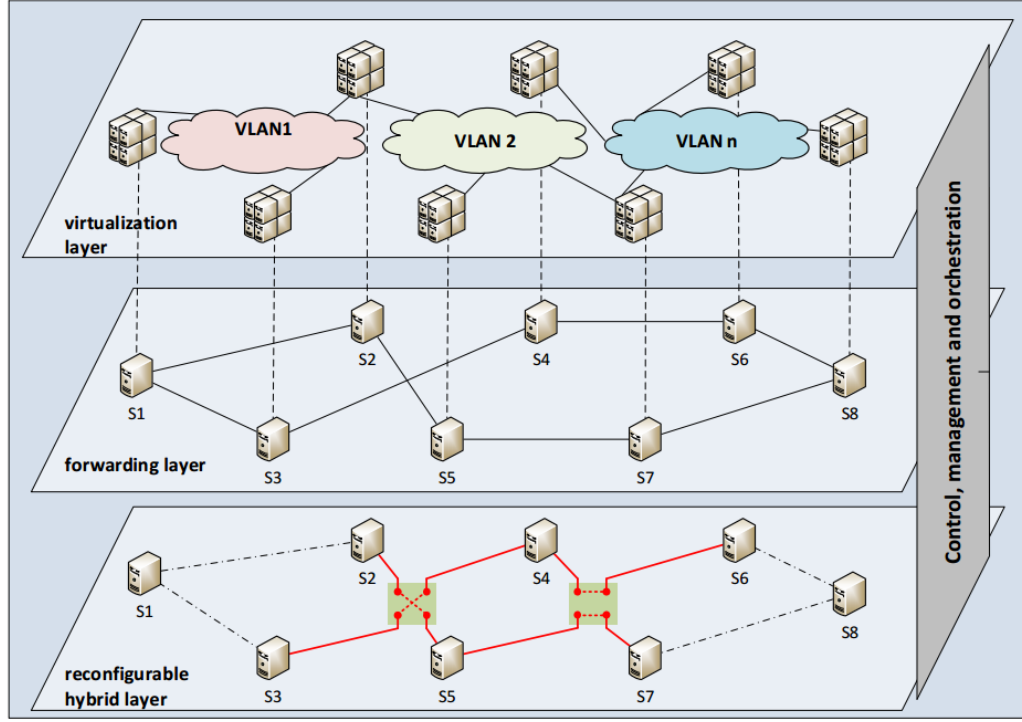 VLAN1
VLAN 2
VLAN n
virtualization
layer
Control, management and orchestration
S2
S4
S6
S1
S8
S3
S5
S7
forwarding layer
S2
S4
S6
S1
S8
S3
S5
S7
reconfigurable
hybrid layer